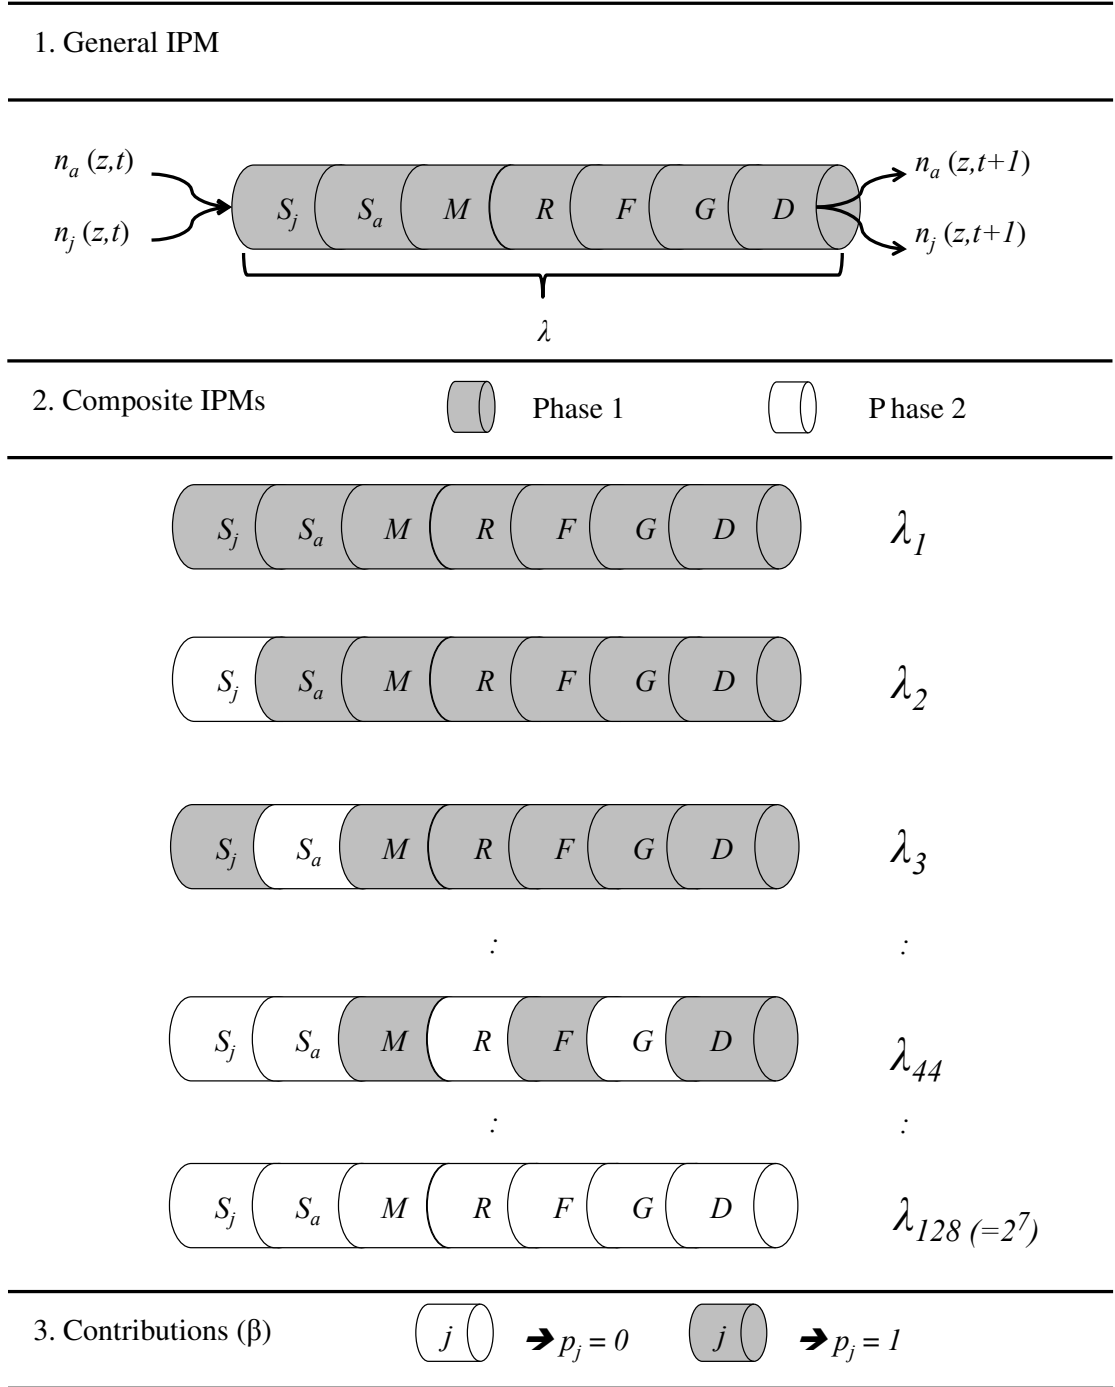 1. General IPM
n_a (z,t) n_a (z,t+1)
S_j S_a M R F G D
n_j (z,t) n_j (z,t+1)
λ
2. Composite IPMs Phase 1 P hase 2
S_j S_a M R F G D λ_1
S_j S_a M R F G D λ_2
S_j S_a M R F G D λ_3
: :
S_j S_a M R F G D λ_44
: :
S_j S_a M R F G D λ_128 (=2^7)
3. Contributions (β) j ➔ p_j = 0 j ➔ p_j = 1